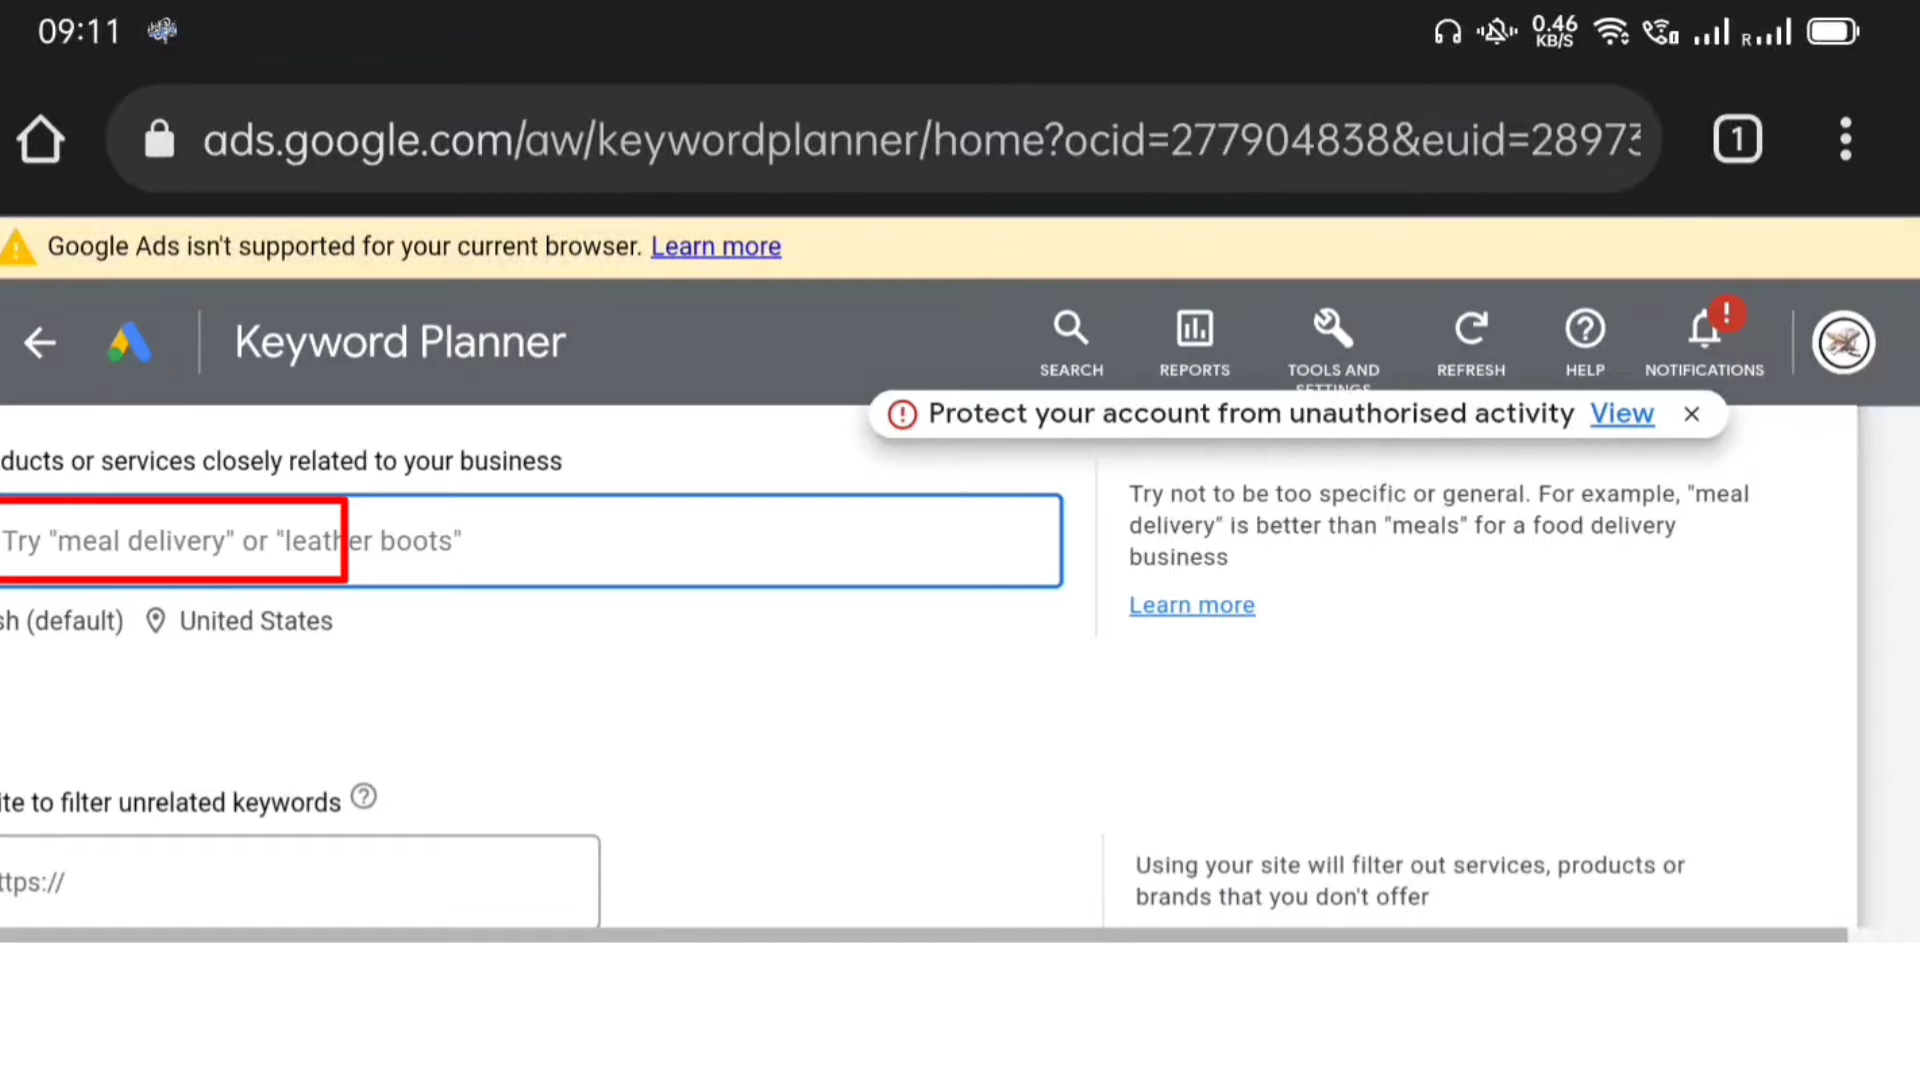 09:11
0.46
KB/S
R
ads.google.com/aw/keywordplanner/home?ocid=277904838&euid=28973
1
Google Ads isn't supported for your current browser. Learn more
Keyword Planner
SEARCH
REPORTS
TOOLS AND
SETTINGS
REFRESH
HELP
!
NOTIFICATIONS
Protect your account from unauthorised activity View
ducts or services closely related to your business
Try "meal delivery" or "leather boots"
sh (default) United States
Try not to be too specific or general. For example, "meal
delivery" is better than "meals" for a food delivery
business
Learn more
ite to filter unrelated keywords
ttps://
Using your site will filter out services, products or
brands that you don't offer